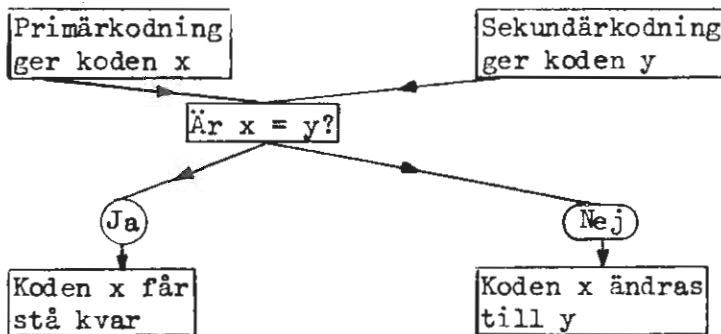 Primärkodning
ger koden x
Sekundärkodning
ger koden y
Är x = y?
Ja
Nej
Koden x får
stå kvar
Koden x ändras
till y